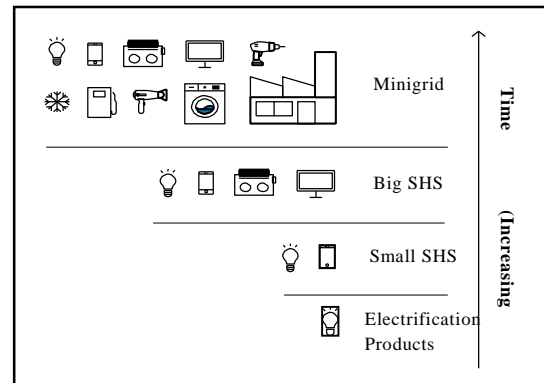 Minigrid
Big SHS
Small SHS
Electrification
Products
Time
(Increasing